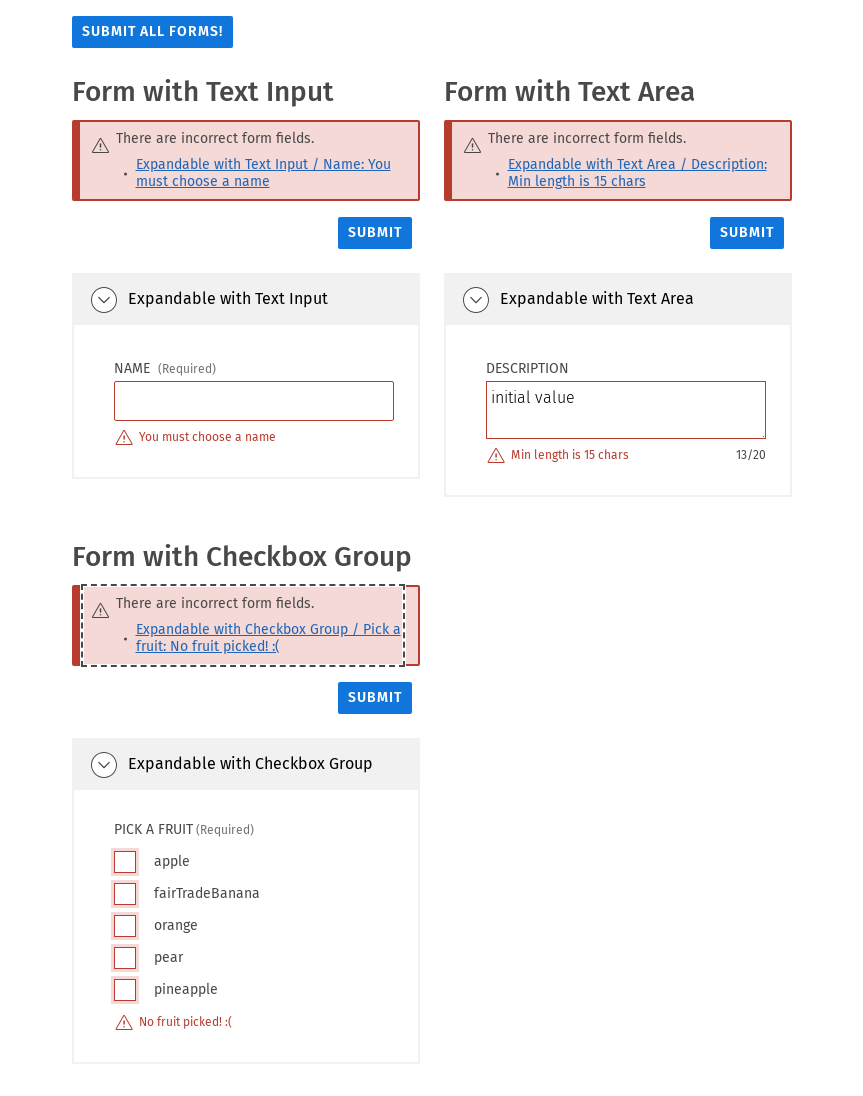 SUBMIT ALL FORMS!
Form with Text Input
There are incorrect form fields.
Expandable with Text Input / Name: You
must choose a name
SUBMIT
Expandable with Text Input
NAME (Required)
You must choose a name
Form with Text Area
There are incorrect form fields.
Expandable with Text Area / Description:
Min length is 15 chars
SUBMIT
Expandable with Text Area
DESCRIPTION
initial value
Min length is 15 chars 13/20
Form with Checkbox Group
There are incorrect form fields.
Expandable with Checkbox Group / Pick a
fruit: No fruit picked! :(
SUBMIT
Expandable with Checkbox Group
PICK A FRUIT (Required)
apple
fairTradeBanana
orange
pear
pineapple
No fruit picked! :(